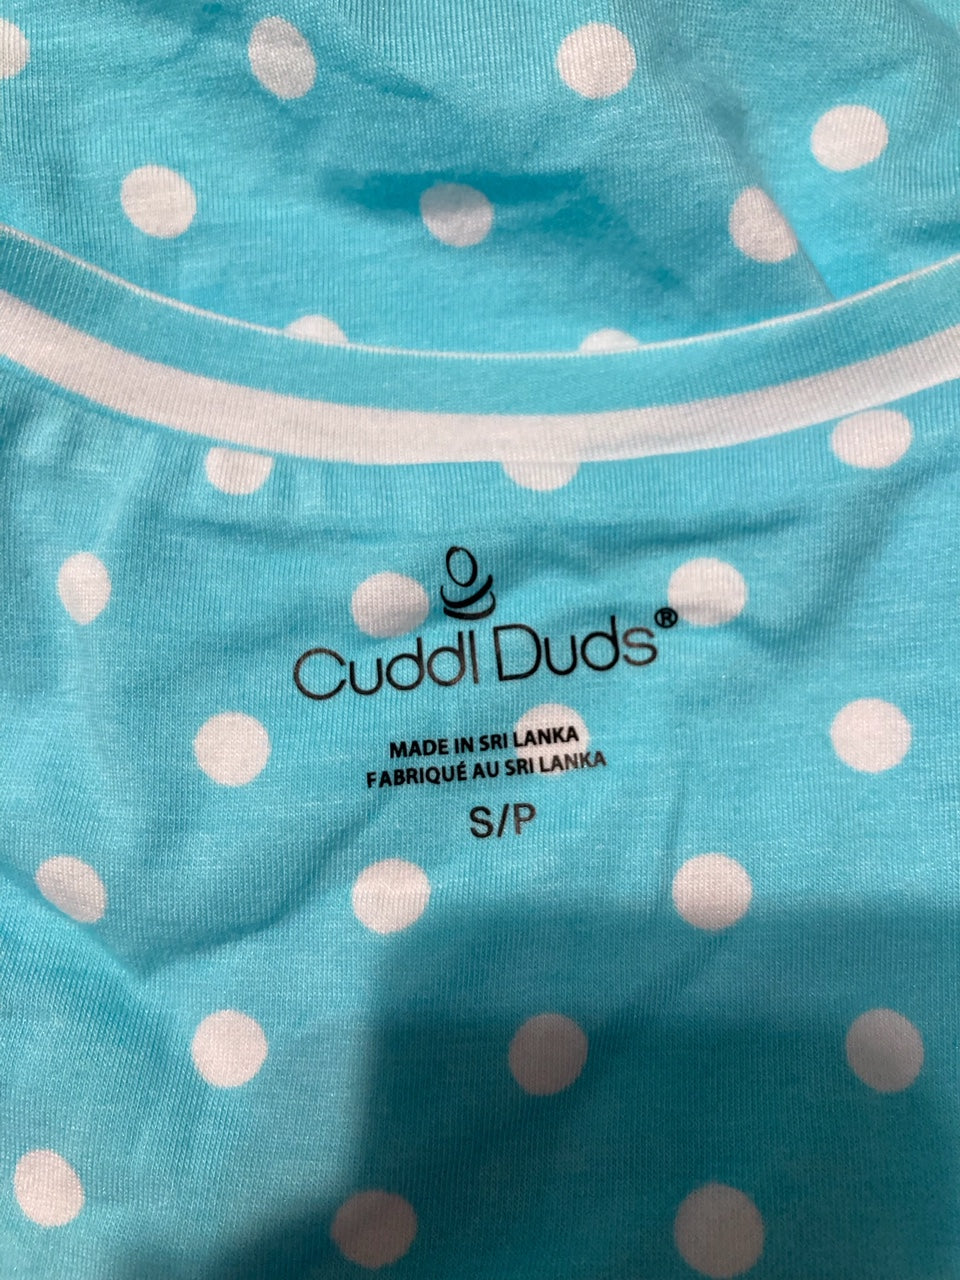 Cuddl Duds®
MADE IN SRI LANKA
FABRIQUÉ AU SRI LANKA
S/P